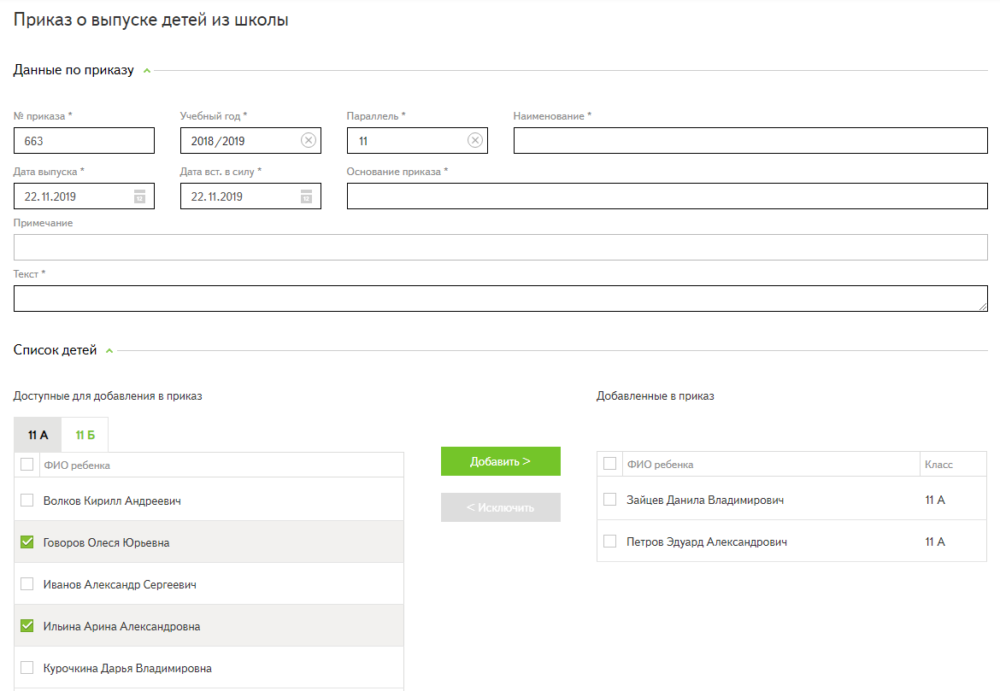 Приказ о выпуске детей из школы
Данные по приказу
№ приказа * Учебный год * Параллель * Наименование *
663 2018/2019 11
Дата выпуска * Дата вст. в силу * Основание приказа *
22.11.2019 12 22.11.2019 12
Примечание
Текст *
Список детей
Доступные для добавления в приказ Добавленные в приказ
11 А 11 Б
ФИО ребенка Добавить > ФИО ребенка Класс
Волков Кирилл Андреевич < Исключить Зайцев Данила Владимирович 11 А
Говоров Олеся Юрьевна Петров Эдуард Александрович 11 А
Иванов Александр Сергеевич
Ильина Арина Александровна
Курочкина Дарья Владимировна